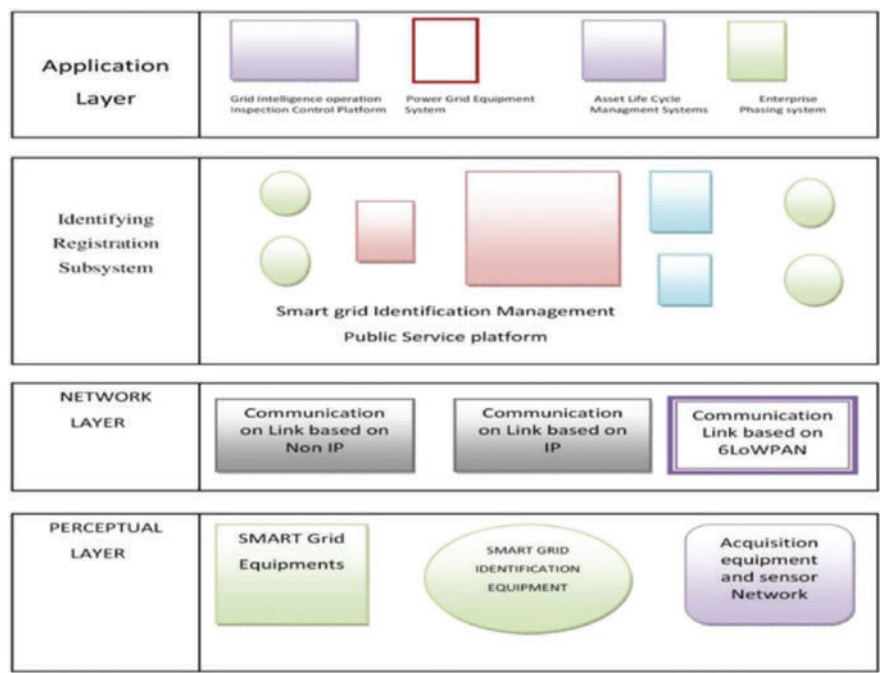 Application
Layer
Grid Intelligence operation
Inspection Control Platform
Power Grid Equipment
System
Asset Life Cycle
Managment Systems
Enterprise
Phasing system
Identifying
Registration
Subsystem
Smart grid Identification Management
Public Service platform
NETWORK
LAYER
Communication
on Link based on
Non IP
Communication
on Link based on
IP
Communication
Link based on
6LoWPAN
PERCEPTUAL
LAYER
SMART Grid
Equipments
SMART GRID
IDENTIFICATION
EQUIPMENT
Acquisition
equipment
and sensor
Network